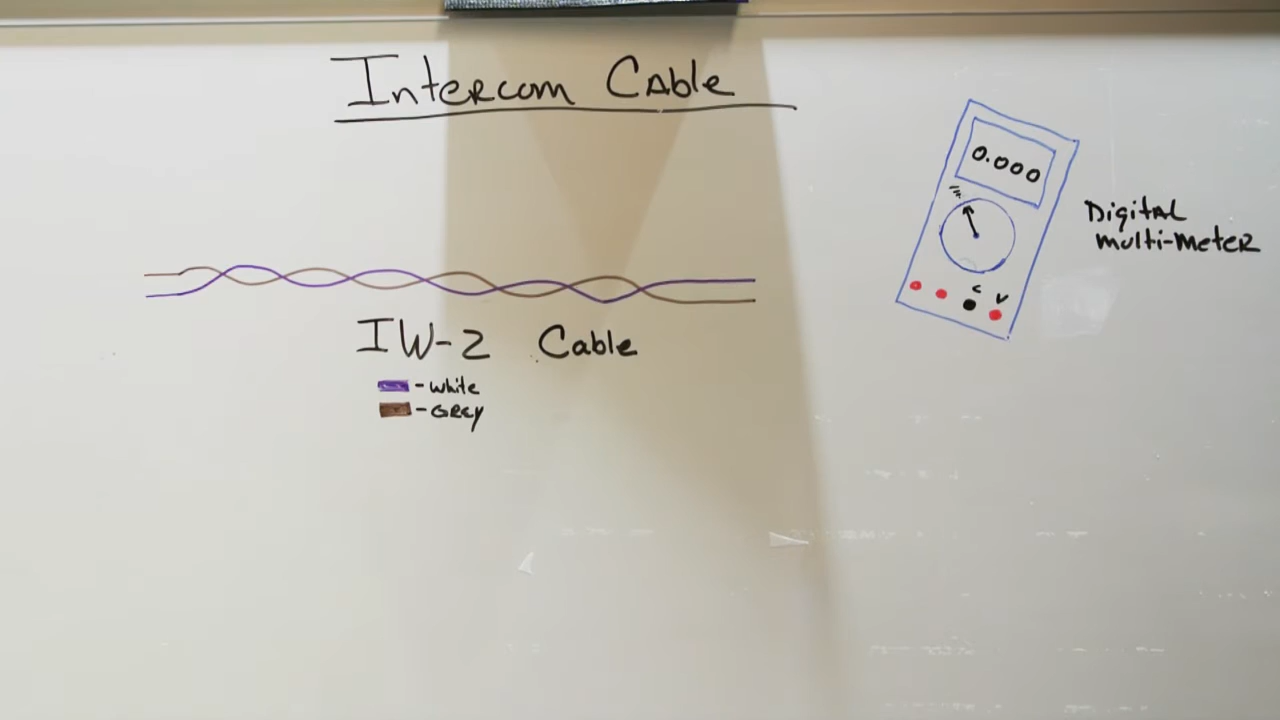 Intercom Cable
0.000
Digital
multi-meter
C V
IW-2 Cable
- White
- Grey